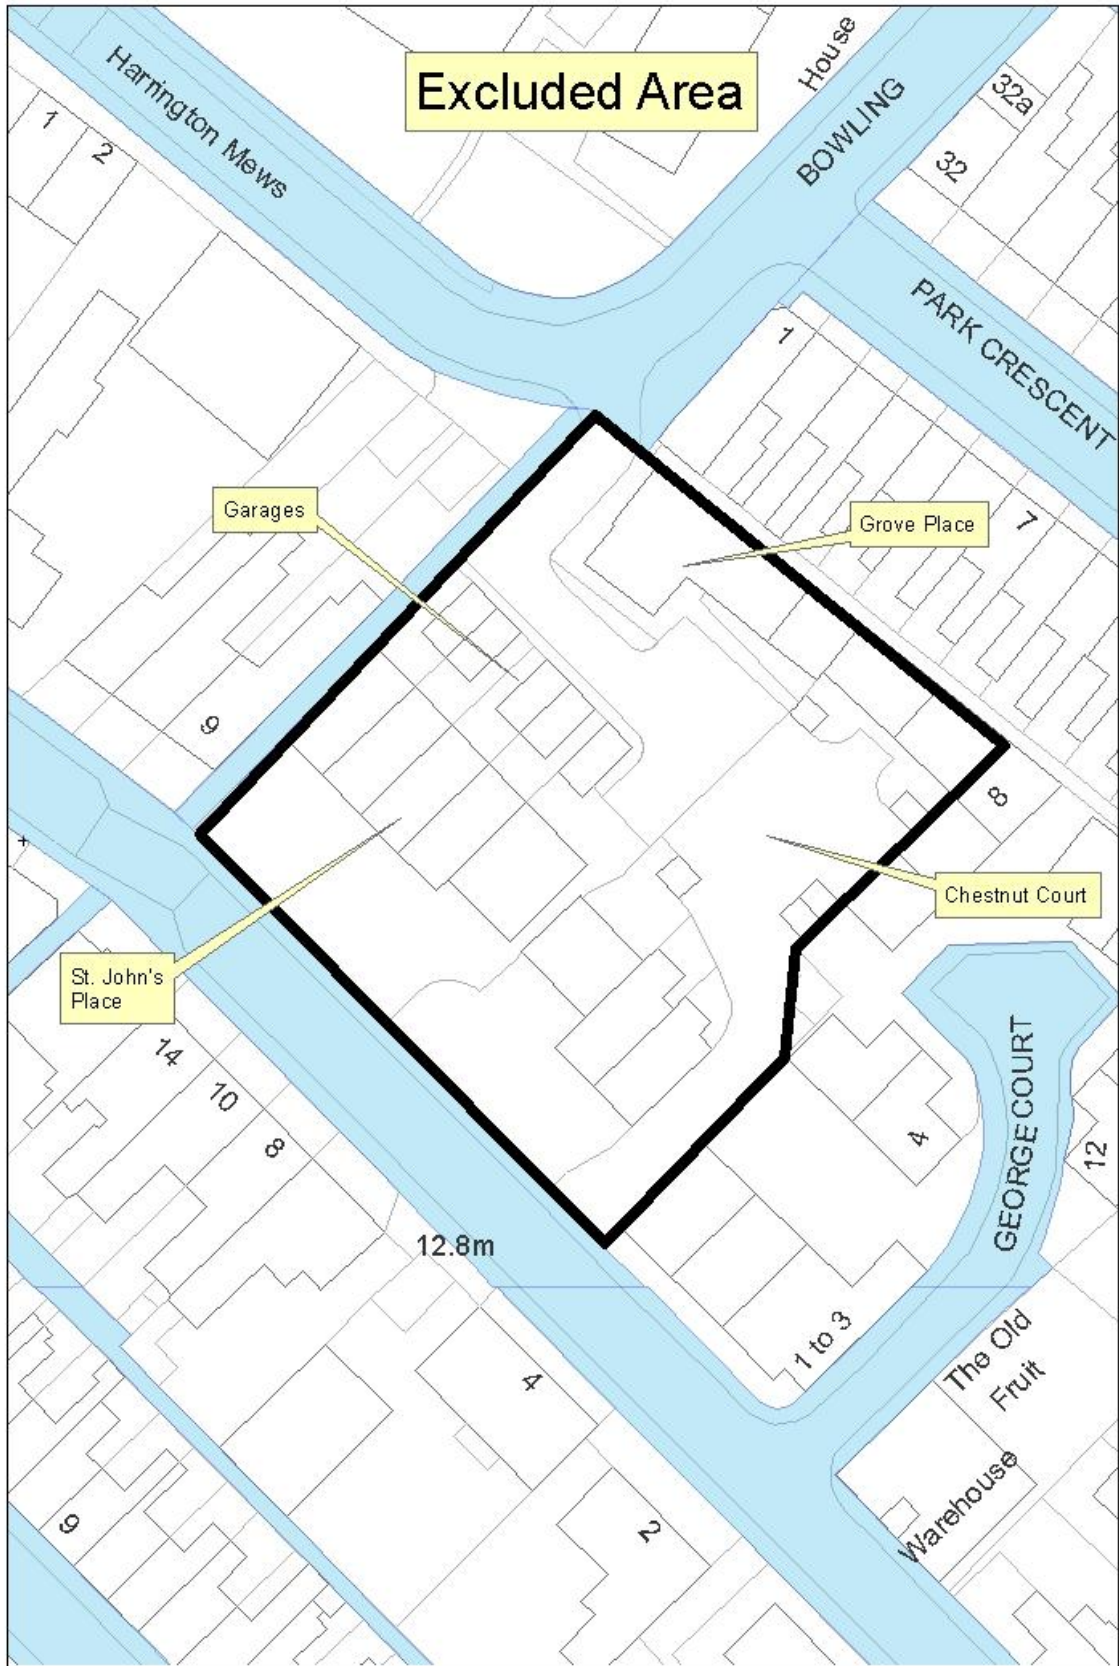 Excluded Area
House
Harrington Mews
BOWLING
32a
32
1
2
PARK CRESCENT
1
Garages
Grove Place
7
9
8
Chestnut Court
St. John's
Place
14
10
8
GEORGE COURT
4
12
12.8m
1 to 3
The Old
Fruit
Warehouse
4
2
9